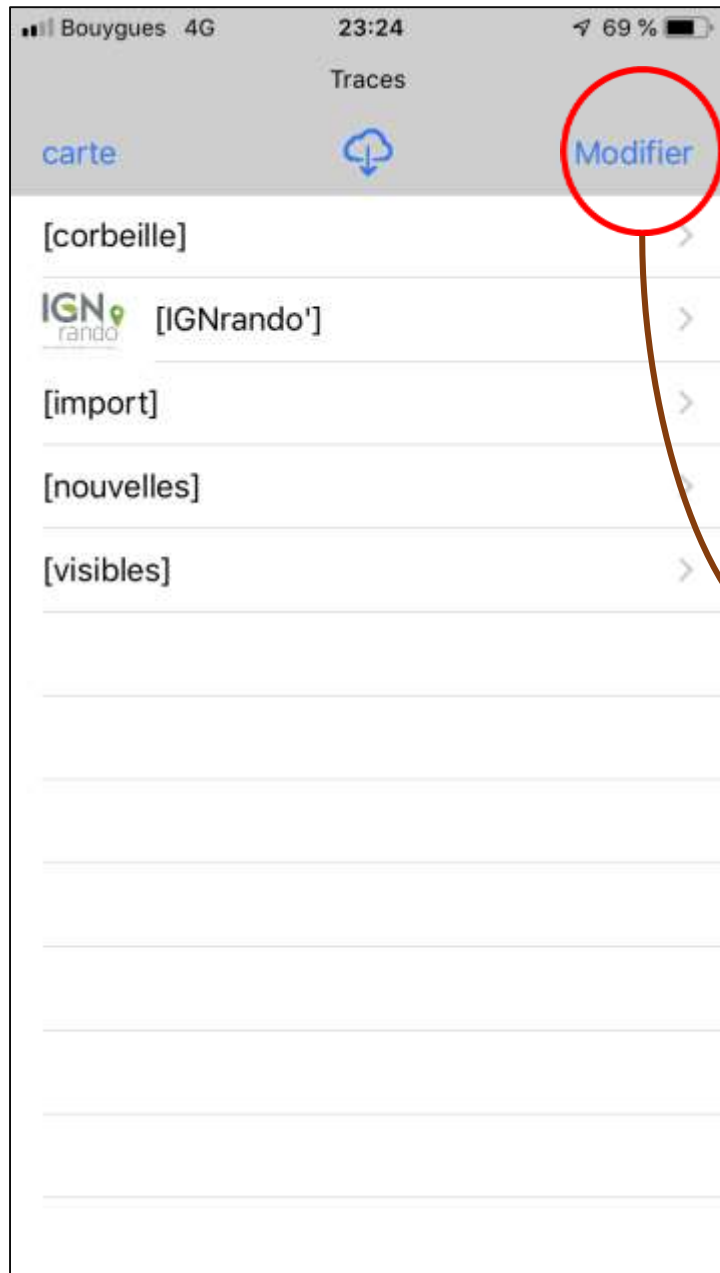 Bouygues 4G 23:24 69 %
Traces
carte Modifier
[corbeille]
IGN
rando
[IGNrando']
[import]
[nouvelles]
[visibles]